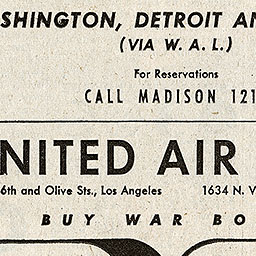 SHINGTON, DETROIT AN
(VIA W. A. L.)
For Reservations
CALL MADISON 121
NITED AIR
6th and Olive Sts., Los Angeles 1634 N. V
BUY WAR BO